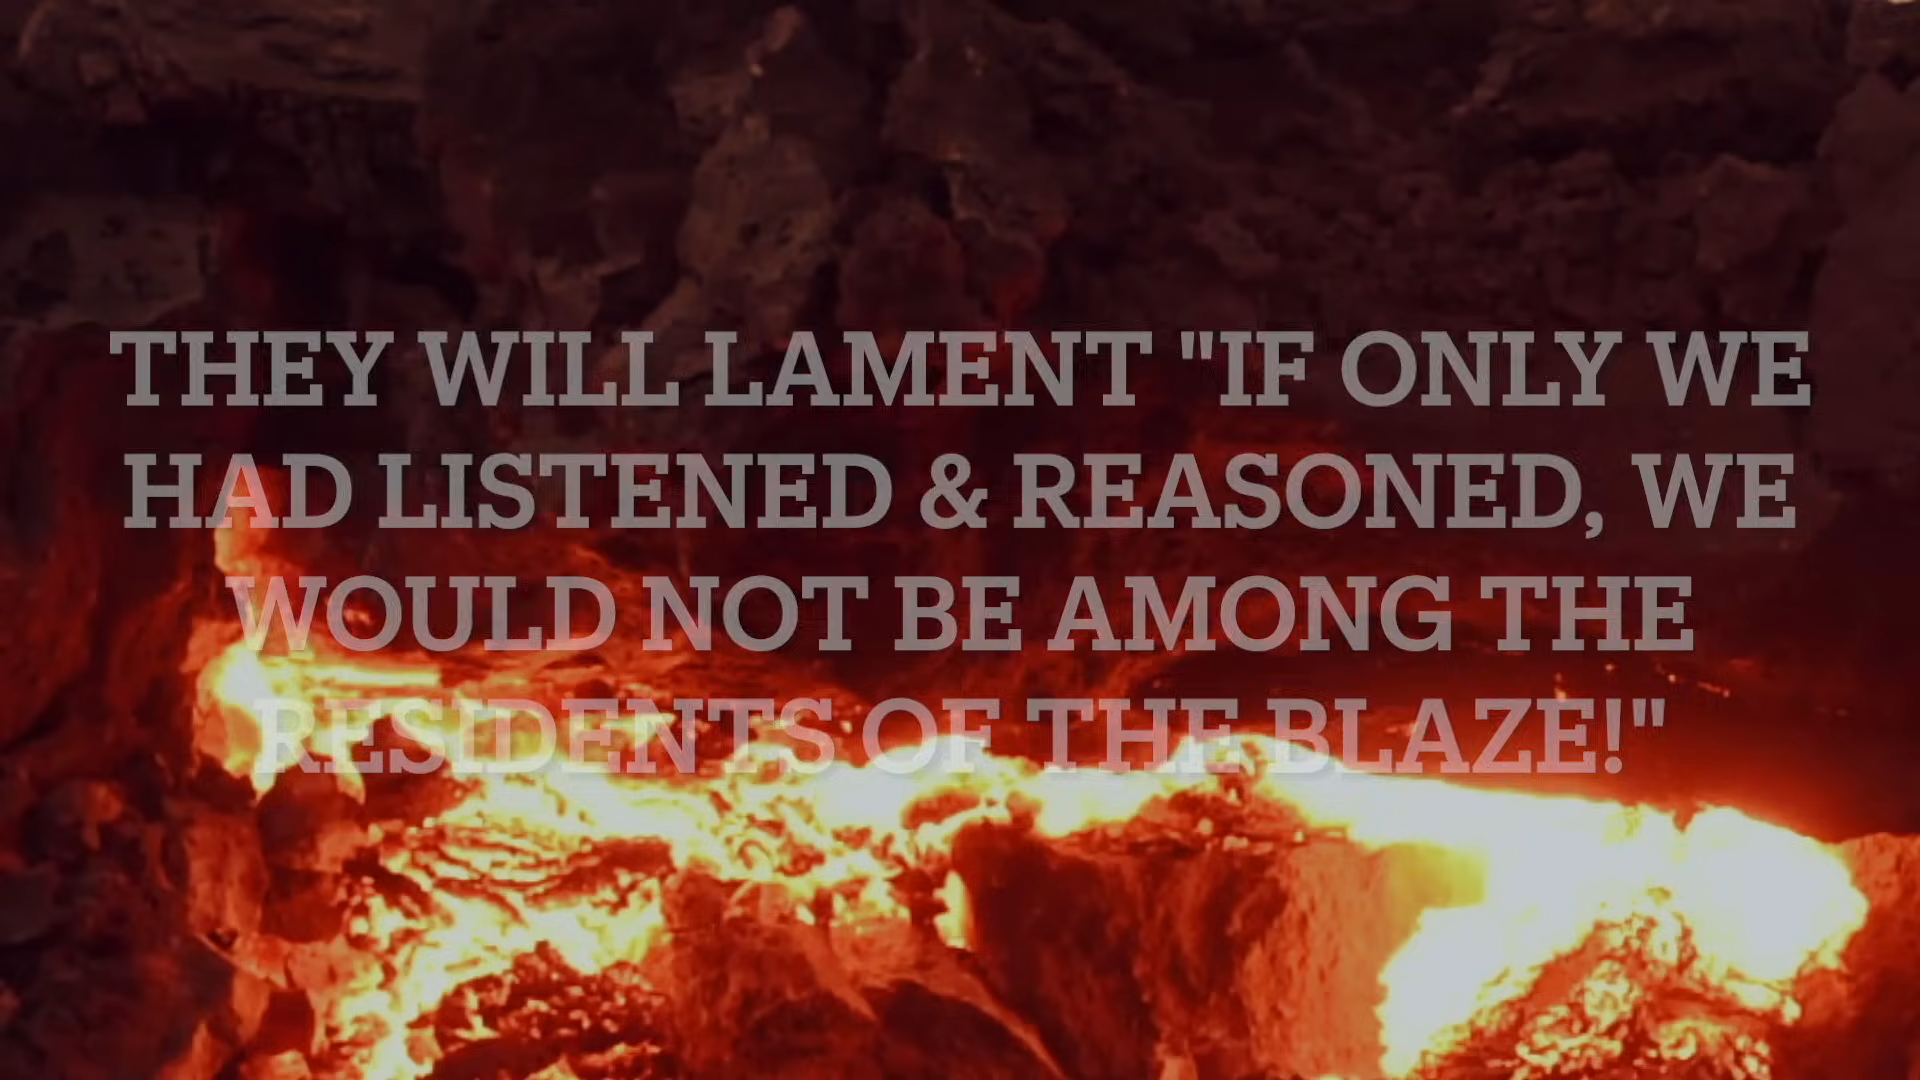 THEY WILL LAMENT "IF ONLY WE
HAD LISTENED & REASONED, WE
WOULD NOT BE AMONG THE
RESIDENTS OF THE BLAZE!"